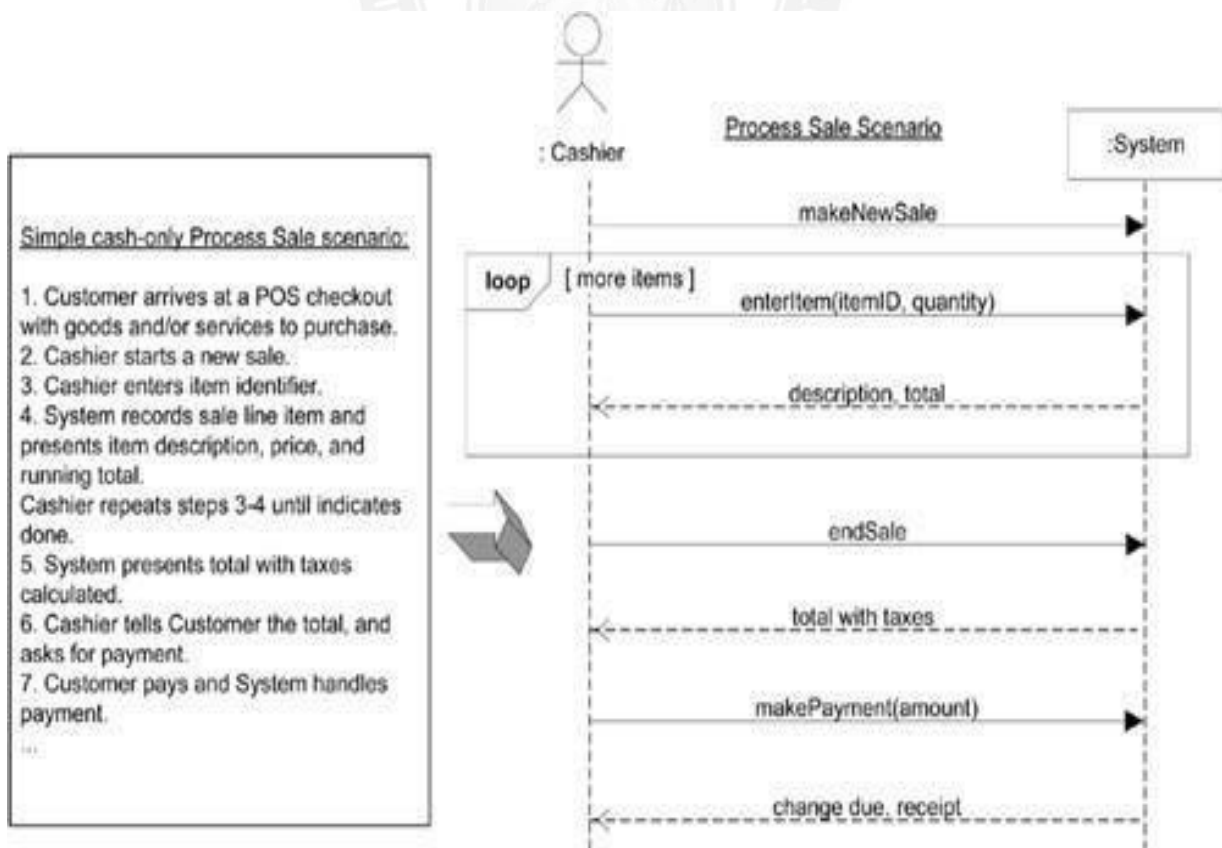 : Cashier
Process Sale Scenario
:System
Simple cash-only Process Sale scenario:
1. Customer arrives at a POS checkout
with goods and/or services to purchase.
2. Cashier starts a new sale.
3. Cashier enters item identifier.
4. System records sale line item and
presents item description, price, and
running total.
Cashier repeats steps 3-4 until indicates
done.
5. System presents total with taxes
calculated.
6. Cashier tells Customer the total, and
asks for payment.
7. Customer pays and System handles
payment.
...
makeNewSale
loop
[ more items ]
enterItem(itemID, quantity)
description, total
endSale
total with taxes
makePayment(amount)
change due, receipt